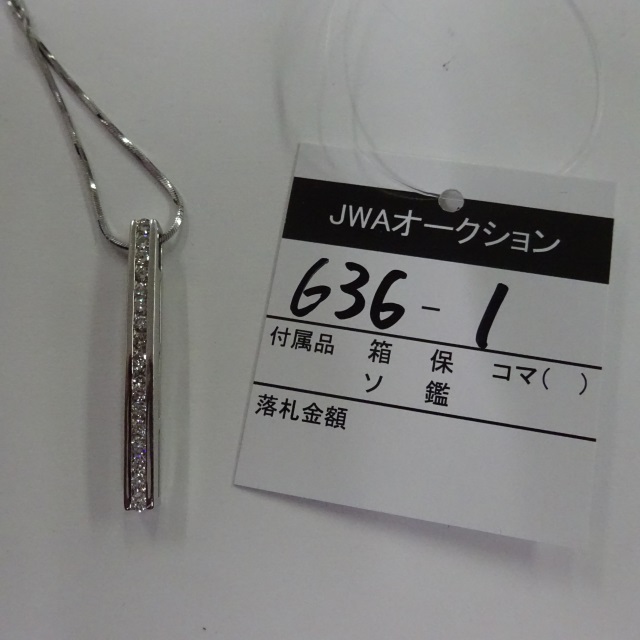 JWAオークション
636-1
付属品 箱 保 コマ( )
ソ 鑑
落札金額